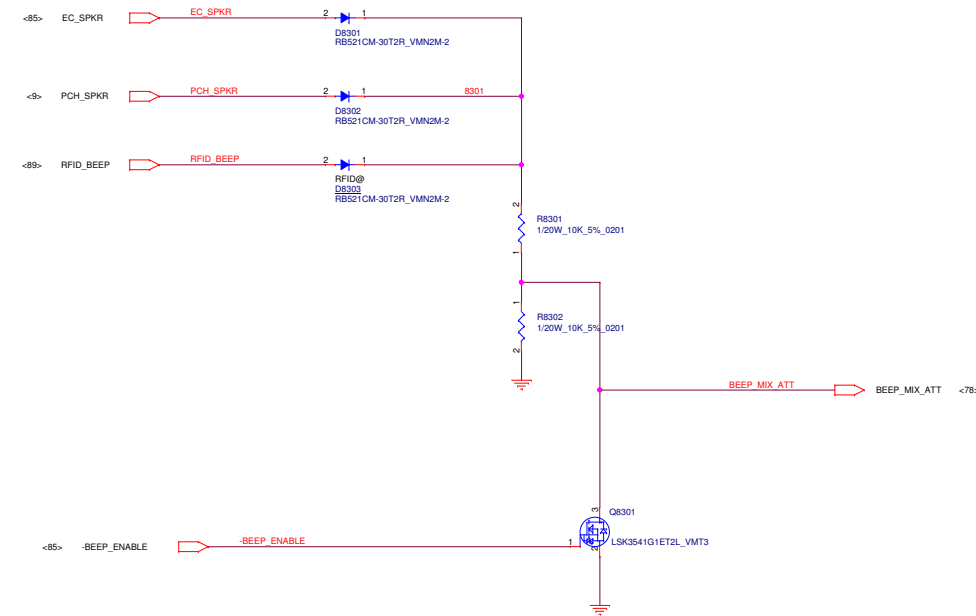 <85> EC_SPKR EC_SPKR 2 1
D8301
RB521CM-30T2R_VMN2M-2
<9> PCH_SPKR PCH_SPKR 2 1 8301
D8302
RB521CM-30T2R_VMN2M-2
<89> RFID_BEEP RFID_BEEP 2 1
RFID@
D8303
RB521CM-30T2R_VMN2M-2
2
R8301
1/20W_10K_5%_0201
1
1
R8302
1/20W_10K_5%_0201
2
BEEP_MIX_ATT BEEP_MIX_ATT <78>
3 Q8301
<85> -BEEP_ENABLE -BEEP_ENABLE 1 LSK3541G1ET2L_VMT3
2